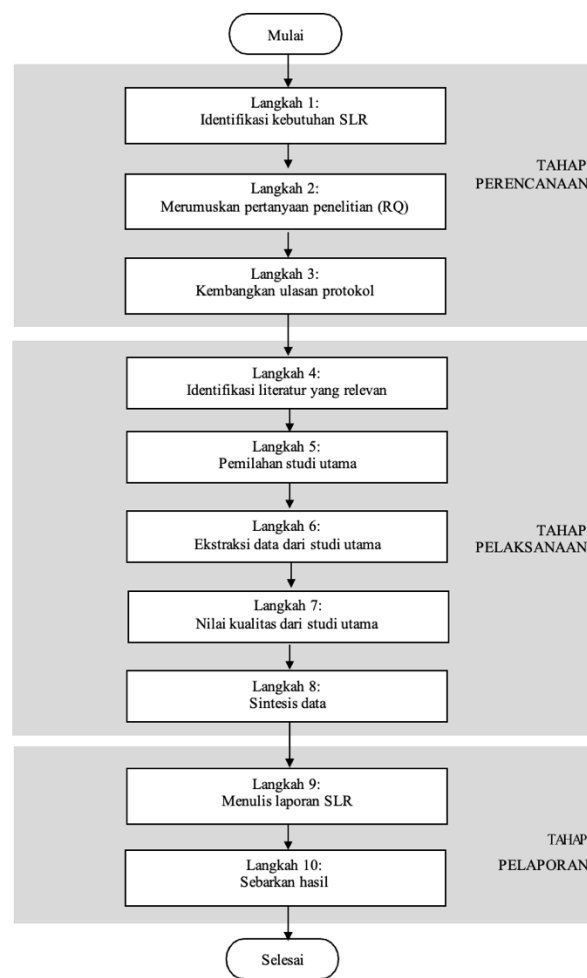 Mulai
Langkah 1:
Identifikasi kebutuhan SLR
TAHAP
PERENCANAAN
Langkah 2:
Merumuskan pertanyaan penelitian (RQ)
Langkah 3:
Kembangkan ulasan protokol
Langkah 4:
Identifikasi literatur yang relevan
Langkah 5:
Pemilahan studi utama
Langkah 6:
Ekstraksi data dari studi utama
TAHAP
PELAKSANAAN
Langkah 7:
Nilai kualitas dari studi utama
Langkah 8:
Sintesis data
Langkah 9:
Menulis laporan SLR
TAHAP
PELAPORAN
Langkah 10:
Sebarkan hasil
Selesai